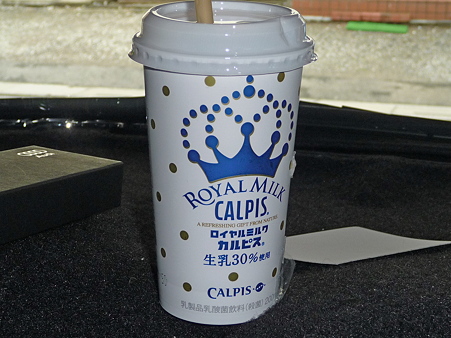 ROYAL MILK
CALPIS®
A REFRESHING GIFT FROM NATURE
ロイヤルミルク
カルピス®
生乳30%使用
CALPIS
乳製品乳酸菌飲料(殺菌)